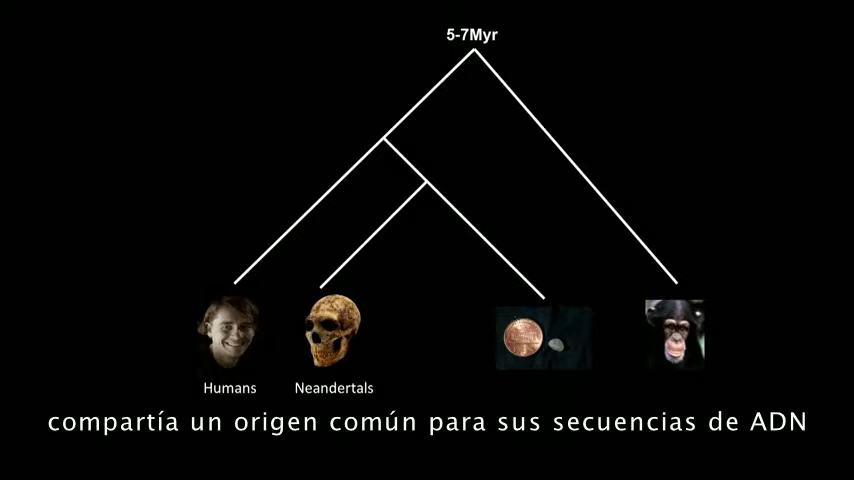 5-7Myr
Humans
Neandertals
compartía un origen común para sus secuencias de ADN